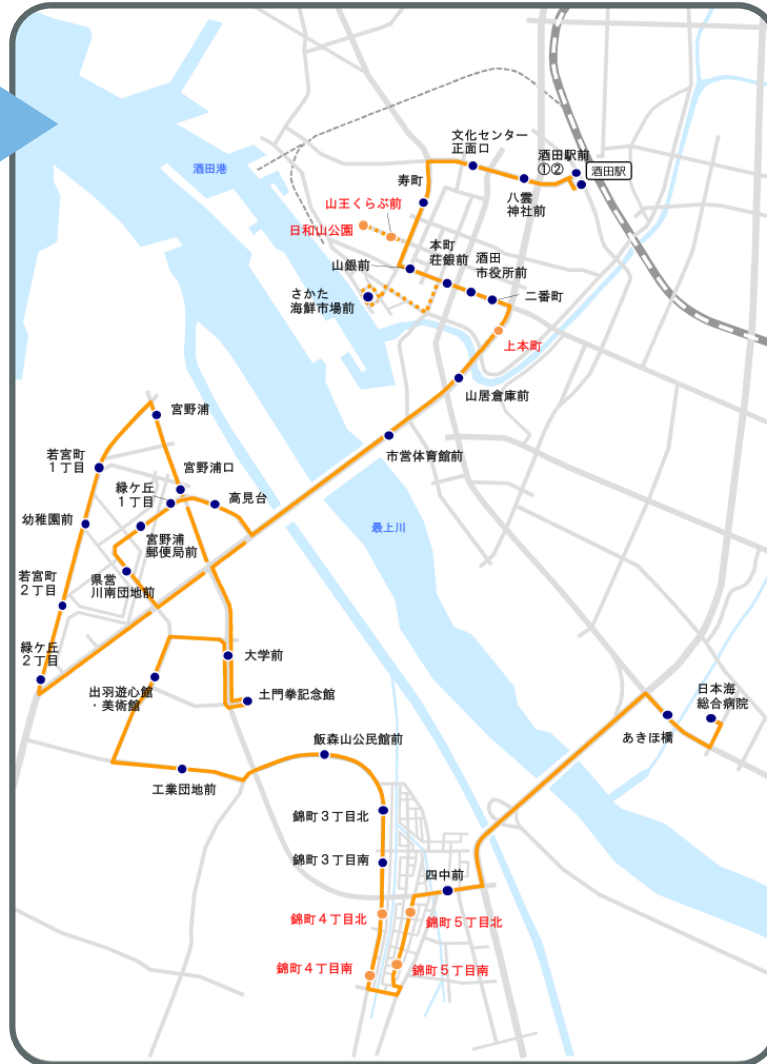 文化センター
正面口
酒田駅前
①②
酒田駅
酒田港
寿町
八雲
神社前
山王くらぶ前
日和山公園
本町
荘銀前
酒田
市役所前
山銀前
さかた
海鮮市場前
二番町
上本町
山居倉庫前
宮野浦
市営体育館前
若宮町
1丁目
宮野浦口
緑ケ丘
1丁目
高見台
幼稚園前
宮野浦
郵便局前
最上川
若宮町
2丁目
県営
川南団地前
緑ケ丘
2丁目
大学前
出羽遊心館
・美術館
土門拳記念館
日本海
総合病院
あきほ橋
飯森山公民館前
工業団地前
錦町3丁目北
錦町3丁目南
四中前
錦町4丁目北
錦町5丁目北
錦町4丁目南
錦町5丁目南